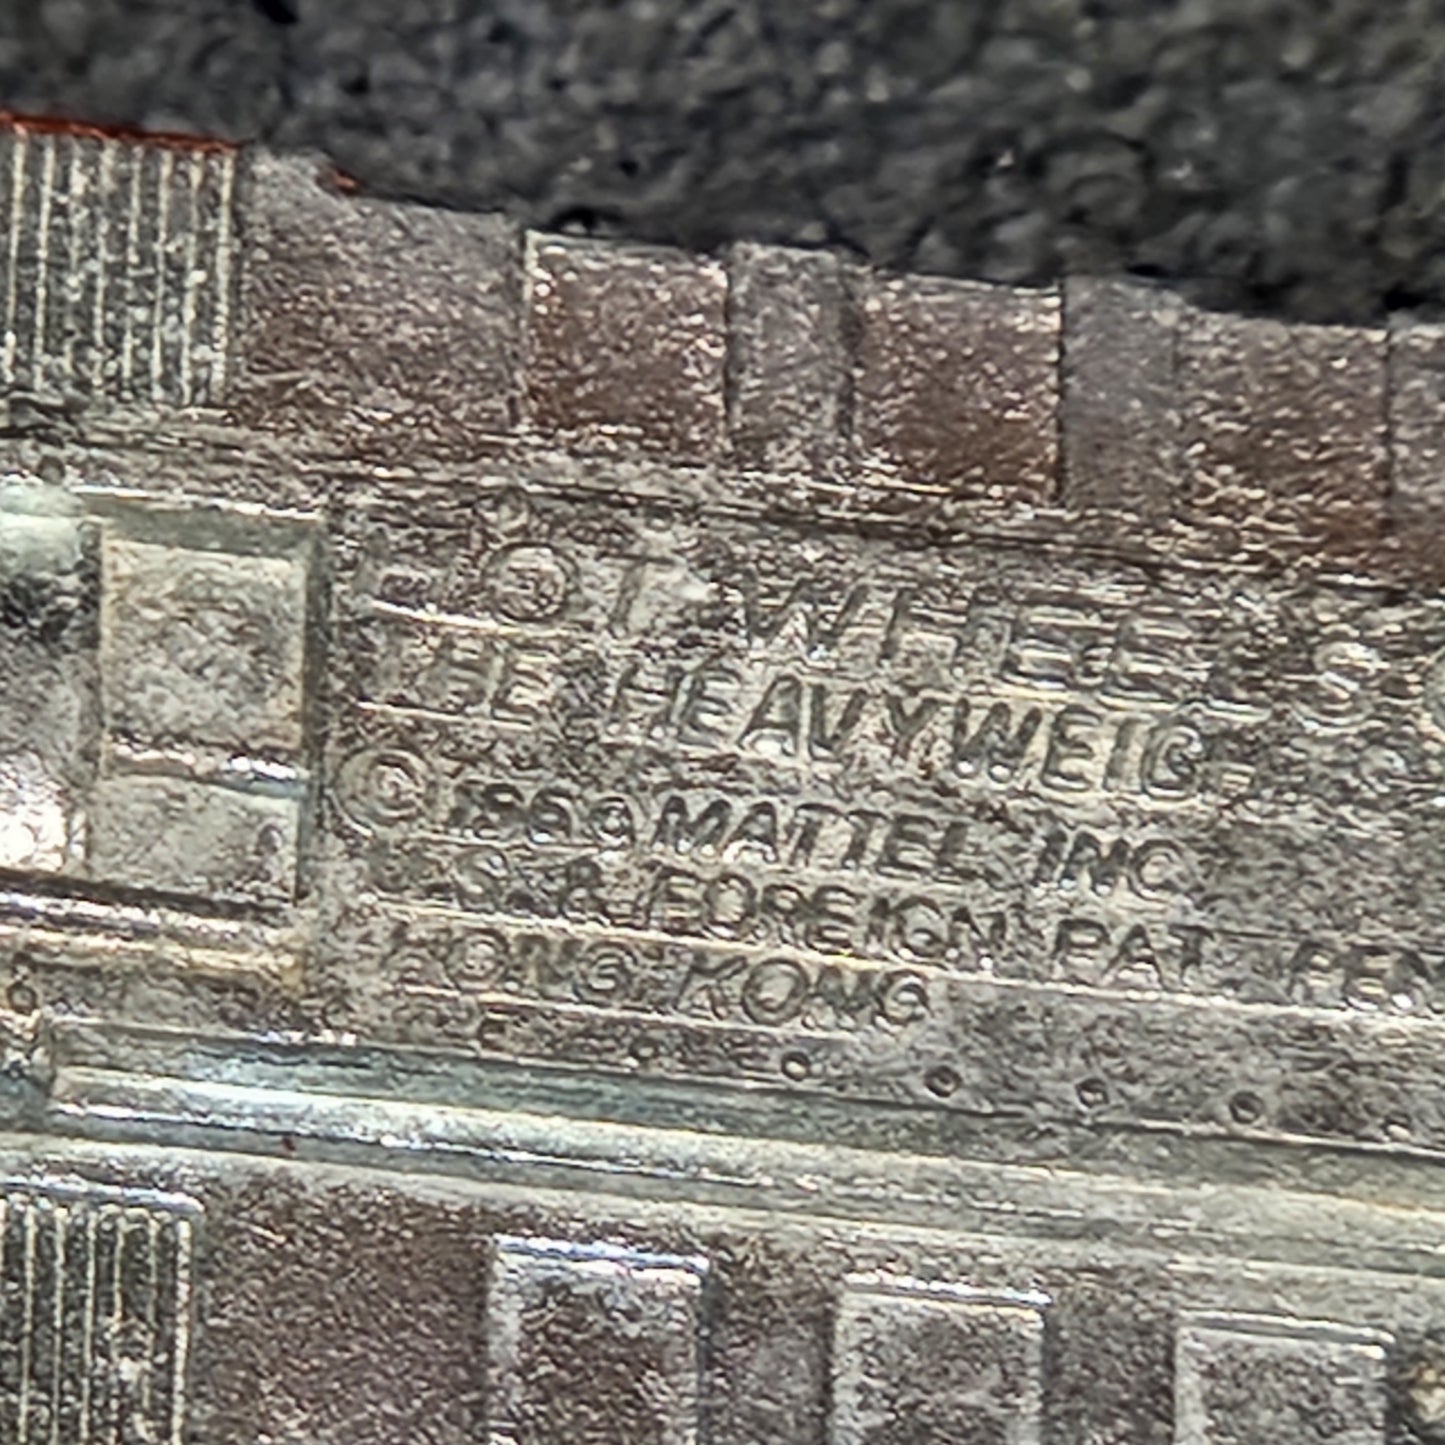 HOT WHEELS ©
THE HEAVYWEIG
© 1969 MATTEL INC
S. & FOREIGN PAT PEN
HONG KONG